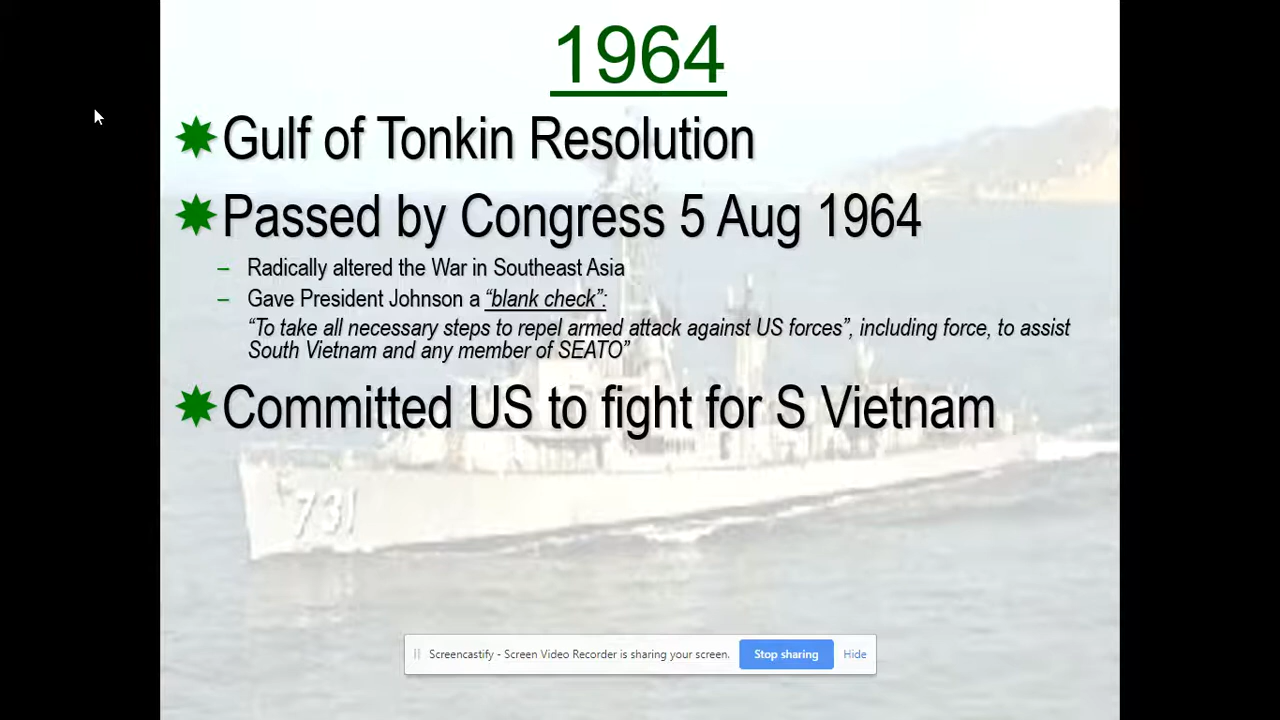 1964
Gulf of Tonkin Resolution
Passed by Congress 5 Aug 1964
– Radically altered the War in Southeast Asia
– Gave President Johnson a “blank check”:
“To take all necessary steps to repel armed attack against US forces”, including force, to assist
South Vietnam and any member of SEATO”
Committed US to fight for S Vietnam
731
Screencastify - Screen Video Recorder is sharing your screen. Stop sharing Hide